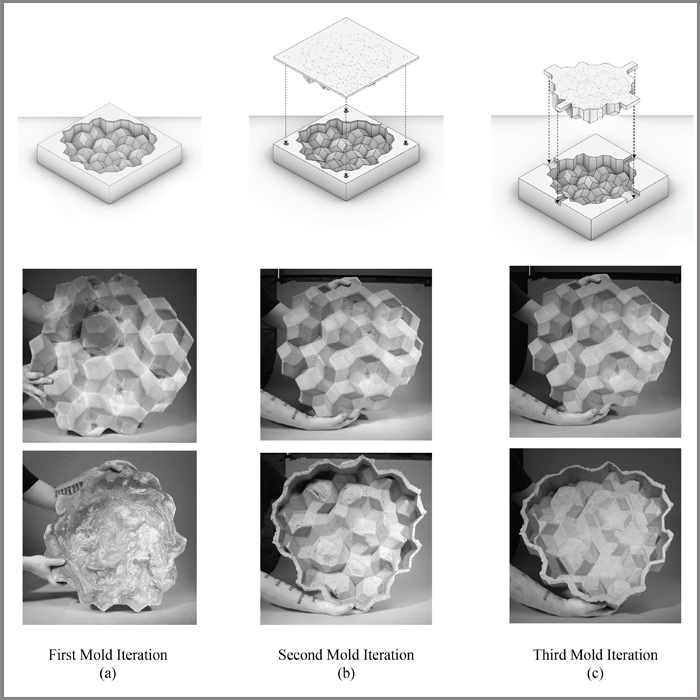 First Mold Iteration
(a)
Second Mold Iteration
(b)
Third Mold Iteration
(c)